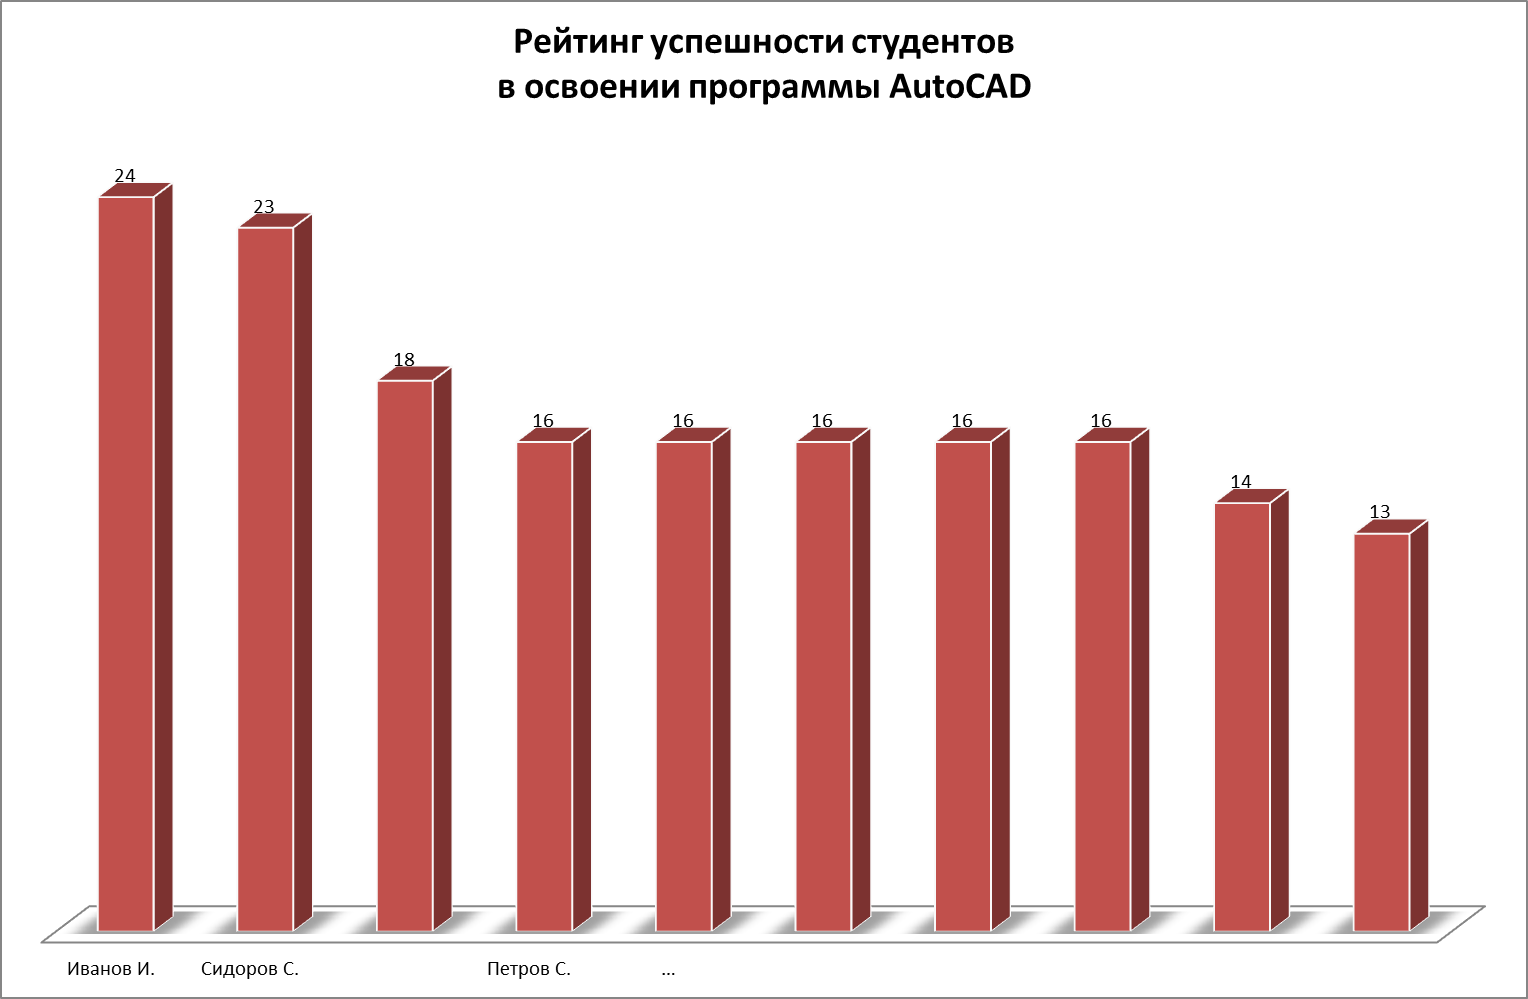 Рейтинг успешности студентов
в освоении программы AutoCAD
24
23
18
16
16
16
16
16
14
13
Иванов И.
Сидоров С.
Петров С.
...